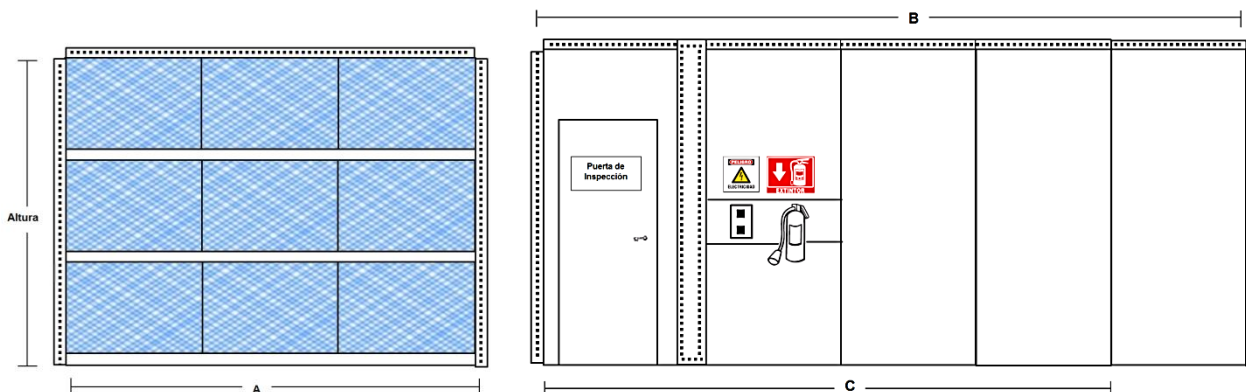 B
Altura
Puerta de
Inspección
PELIGRO
ELECTRICIDAD
EXTINTOR
A
C